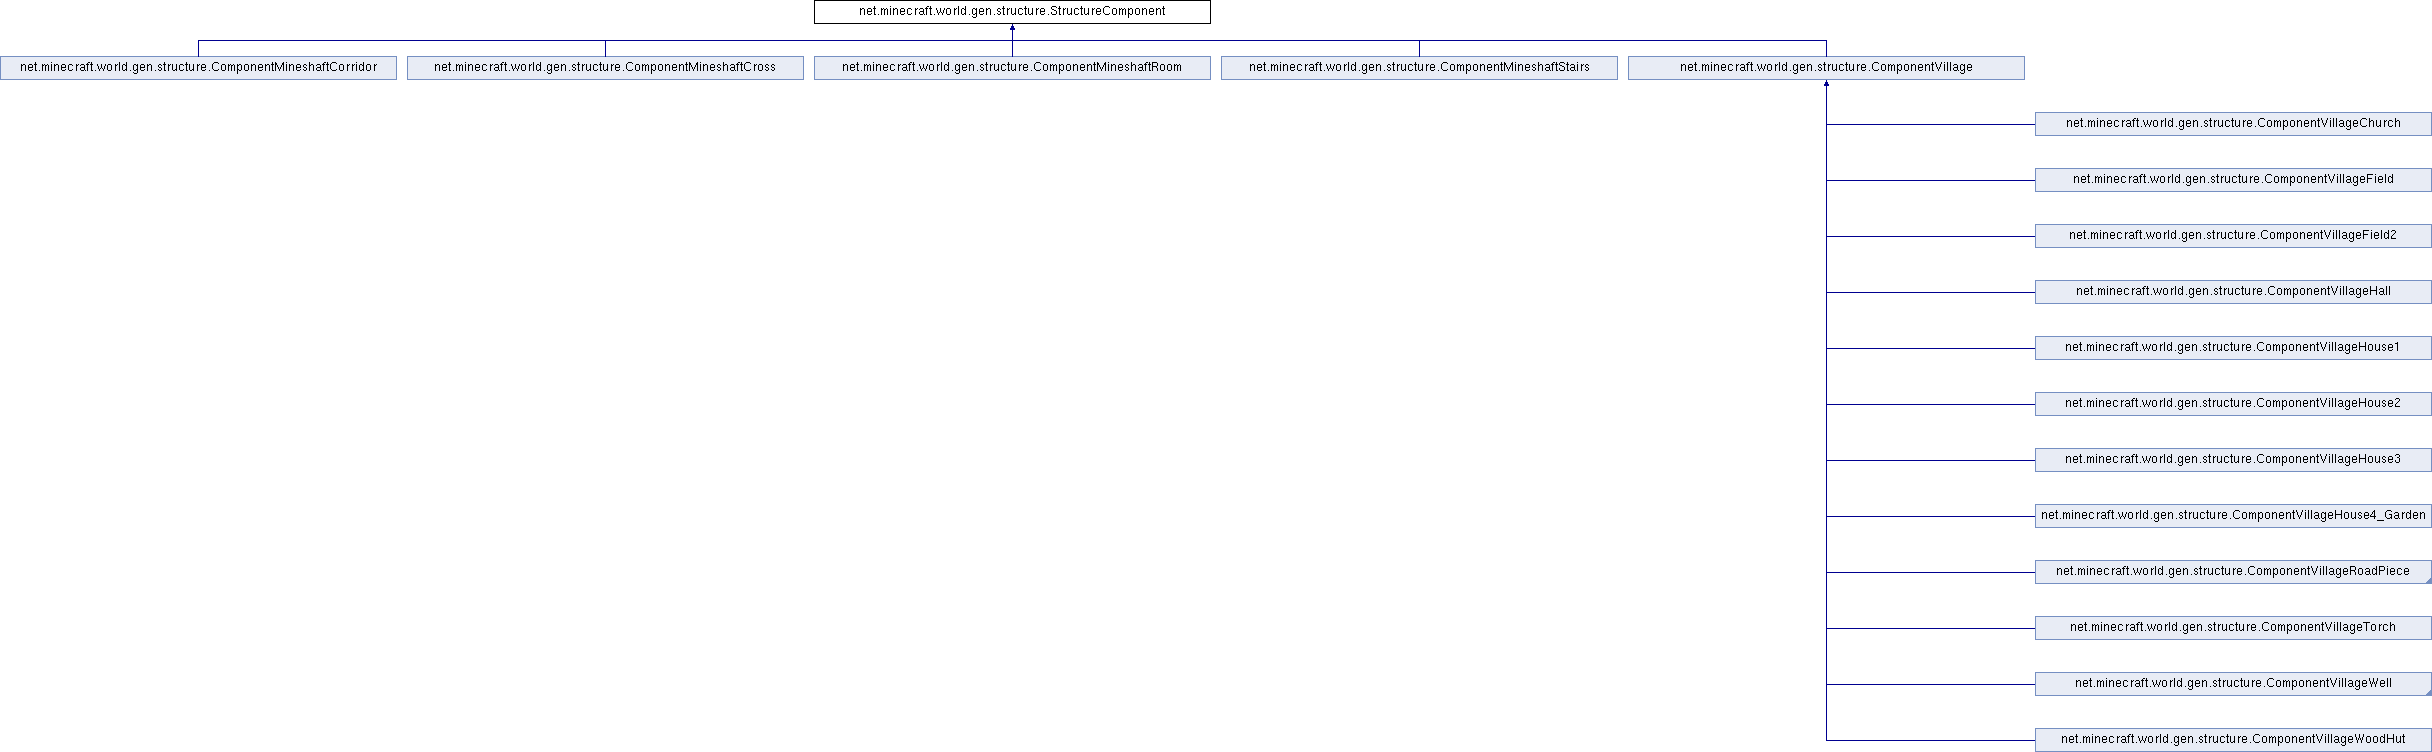 net.minecraft.world.gen.structure.StructureComponent
net.minecraft.world.gen.structure.ComponentMineshaftCorridor
net.minecraft.world.gen.structure.ComponentMineshaftCross
net.minecraft.world.gen.structure.ComponentMineshaftRoom
net.minecraft.world.gen.structure.ComponentMineshaftStairs
net.minecraft.world.gen.structure.ComponentVillage
net.minecraft.world.gen.structure.ComponentVillageChurch
net.minecraft.world.gen.structure.ComponentVillageField
net.minecraft.world.gen.structure.ComponentVillageField2
net.minecraft.world.gen.structure.ComponentVillageHall
net.minecraft.world.gen.structure.ComponentVillageHouse1
net.minecraft.world.gen.structure.ComponentVillageHouse2
net.minecraft.world.gen.structure.ComponentVillageHouse3
net.minecraft.world.gen.structure.ComponentVillageHouse4_Garden
net.minecraft.world.gen.structure.ComponentVillageRoadPiece
net.minecraft.world.gen.structure.ComponentVillageTorch
net.minecraft.world.gen.structure.ComponentVillageWell
net.minecraft.world.gen.structure.ComponentVillageWoodHut